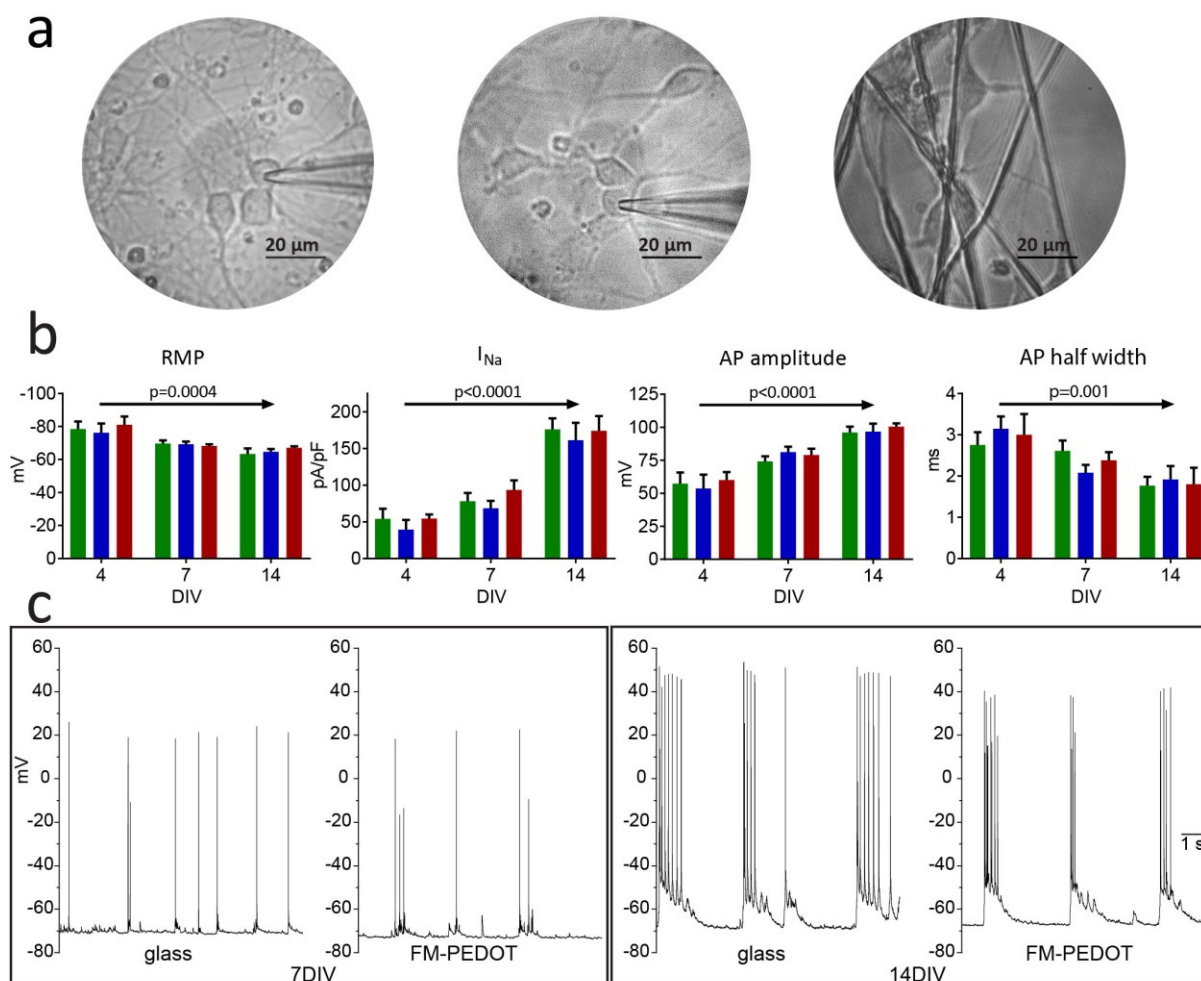 a
20 µm
20 µm
20 µm
b
RMP
I_Na
AP amplitude
AP half width
p=0.0004
p<0.0001
p<0.0001
p=0.001
-100
-80
-60
-40
-20
0
mV
4 7 14
DIV
200
150
100
50
0
pA/pF
4 7 14
DIV
125
100
75
50
25
0
mV
4 7 14
DIV
4
3
2
1
0
ms
4 7 14
DIV
c
60
40
20
0
-20
-40
-60
-80
mV
glass
60
40
20
0
-20
-40
-60
-80
FM-PEDOT
7DIV
60
40
20
0
-20
-40
-60
-80
glass
60
40
20
0
-20
-40
-60
-80
FM-PEDOT
14DIV
1 s